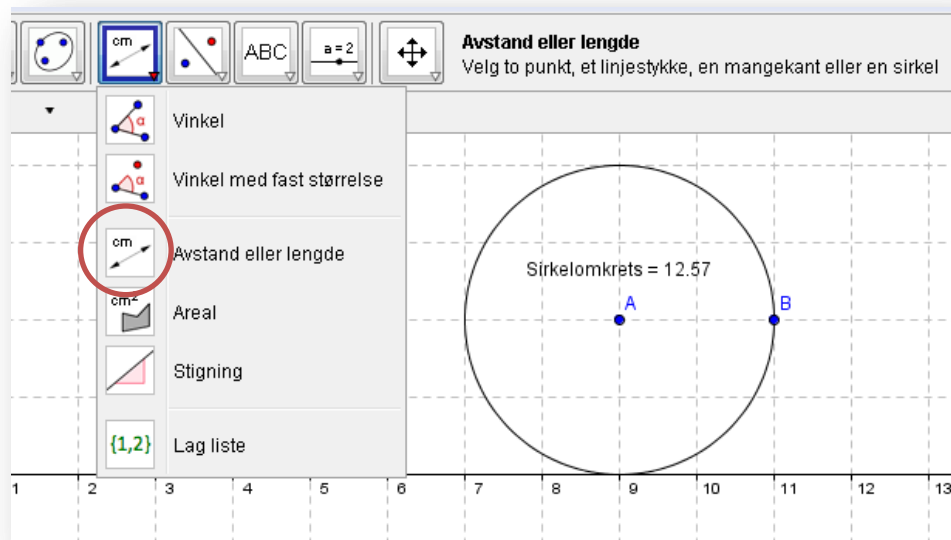 cm
ABC
a = 2
Avstand eller lengde
Velg to punkt, et linjestykke, en mangekant eller en sirkel
α
Vinkel
α
Vinkel med fast størrelse
cm
Avstand eller lengde
cm²
Areal
Stigning
{1,2}
Lag liste
Sirkelomkrets = 12.57
A
B
1 2 3 4 5 6 7 8 9 10 11 12 13